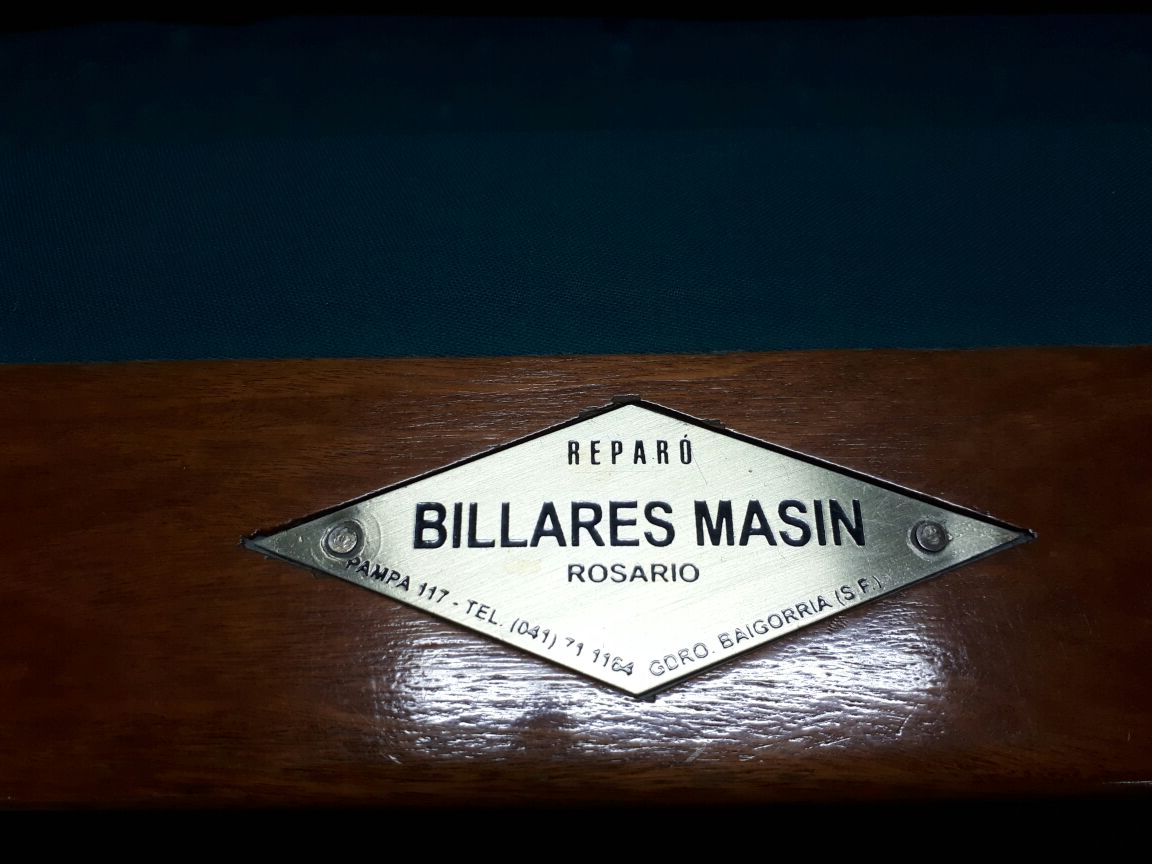 REPARÓ
BILLARES MASIN
ROSARIO
PAMPA 117 - TEL. (041) 71 1164 GDRO. BAIGORRIA (S.F.)